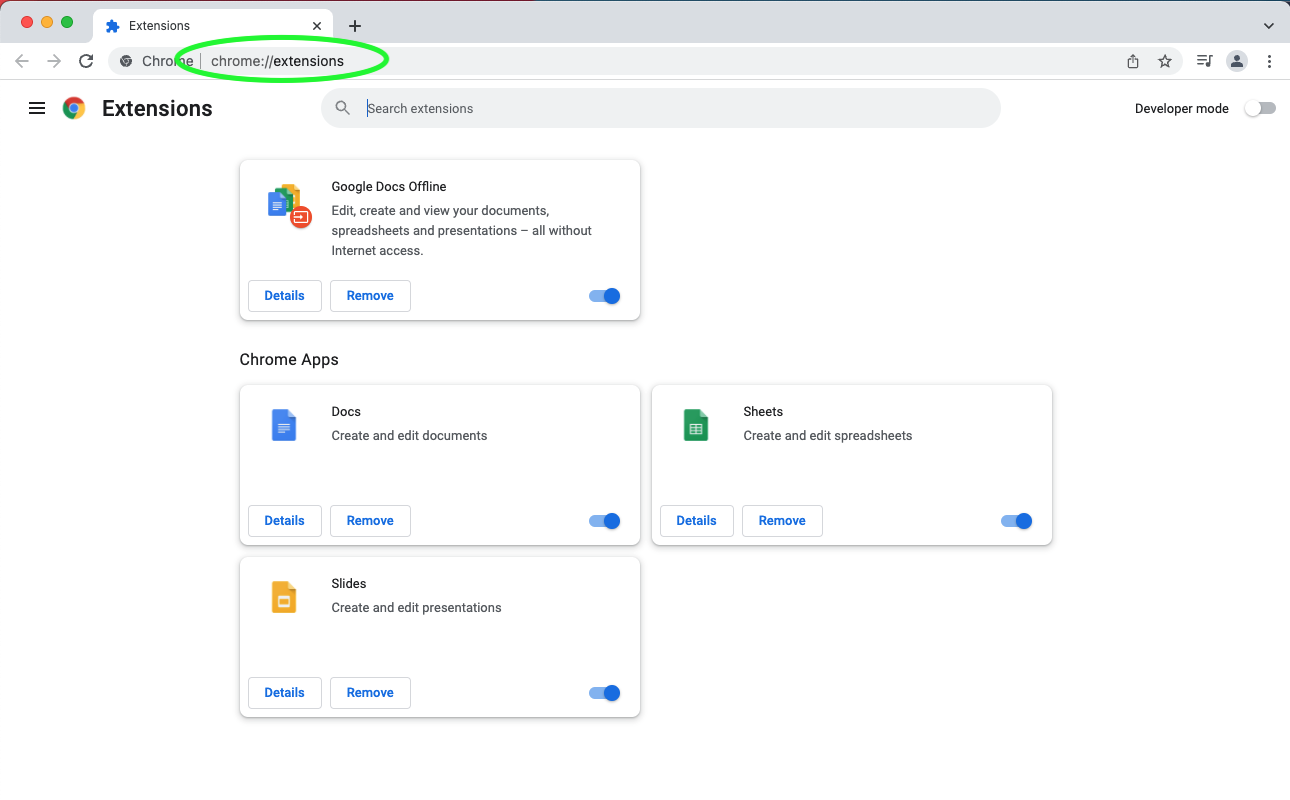 Extensions
Chrome | chrome://extensions
Extensions
Search extensions
Developer mode
Google Docs Offline
Edit, create and view your documents,
spreadsheets and presentations – all without
Internet access.
Details Remove
Chrome Apps
Docs
Create and edit documents
Details Remove
Sheets
Create and edit spreadsheets
Details Remove
Slides
Create and edit presentations
Details Remove